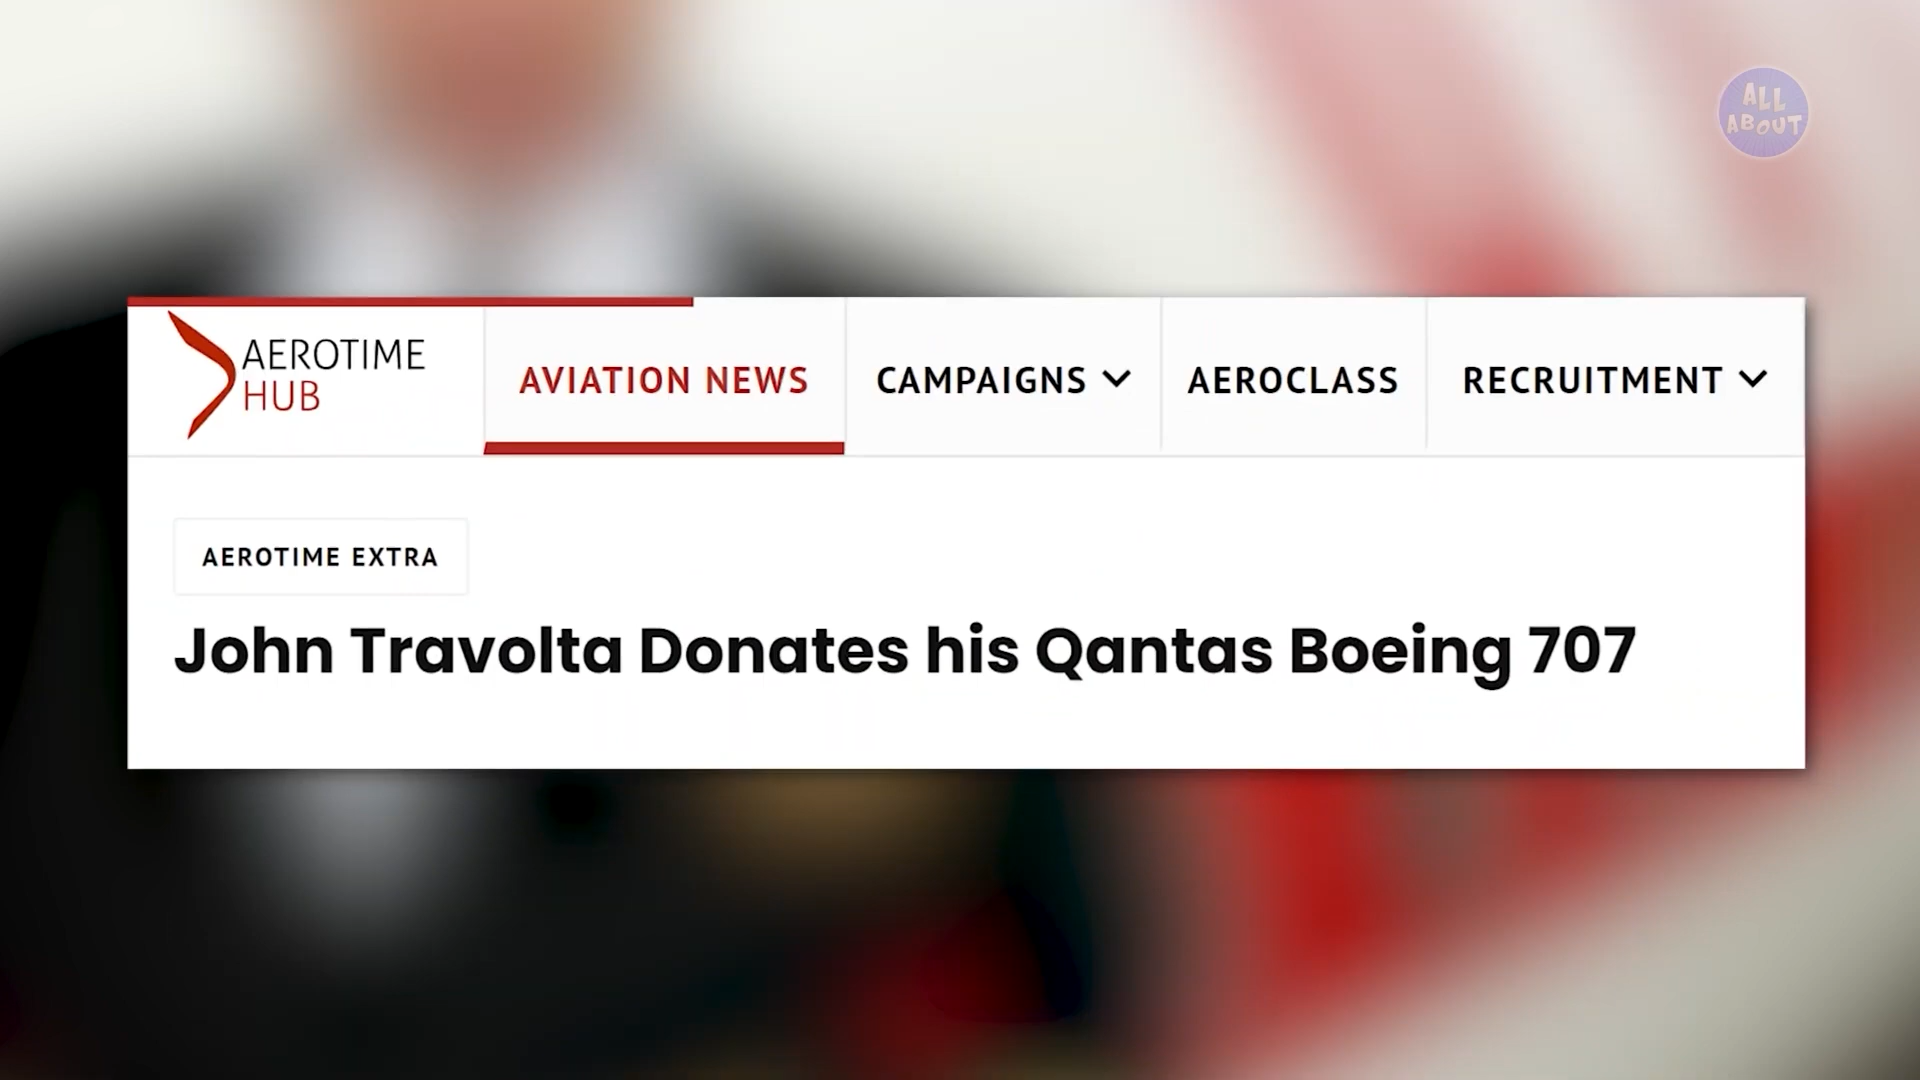 ALL
ABOUT
AEROTIME
HUB
AVIATION NEWS
CAMPAIGNS
AEROCLASS
RECRUITMENT
AEROTIME EXTRA
John Travolta Donates his Qantas Boeing 707